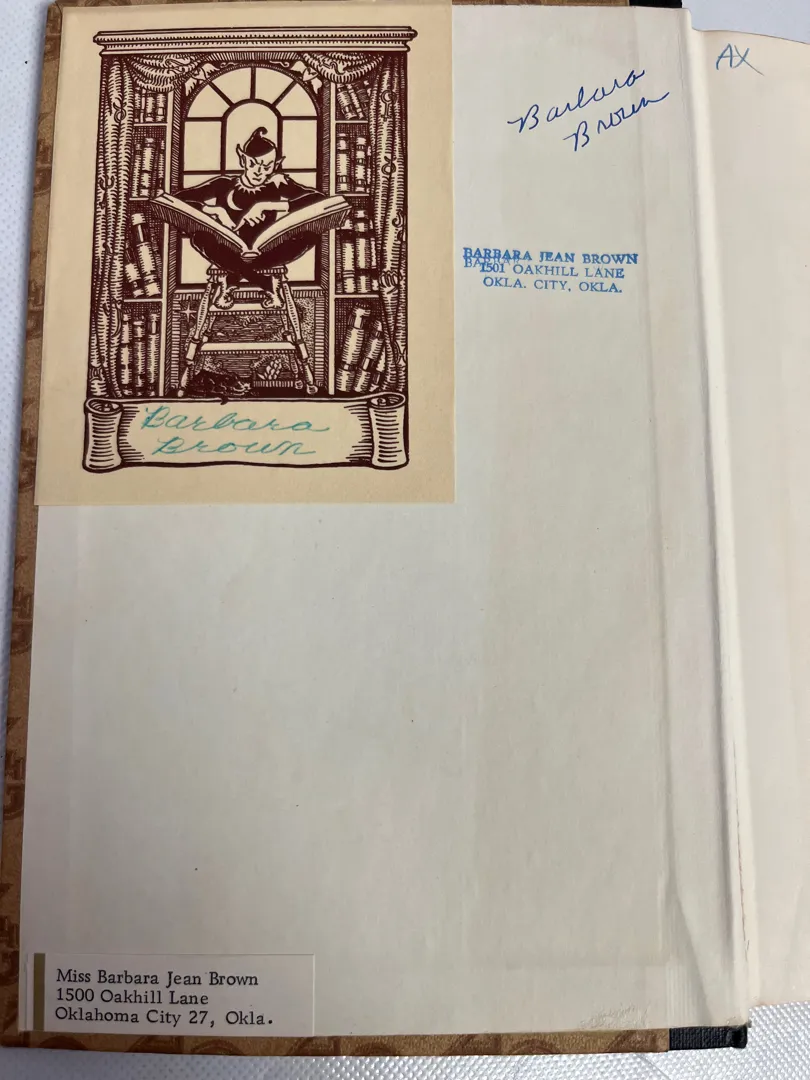 Barbara
Brown
AX
Barbara
Brown
BARBARA JEAN BROWN
1501 OAKHILL LANE
OKLA. CITY, OKLA.
Miss Barbara Jean Brown
1500 Oakhill Lane
Oklahoma City 27, Okla.